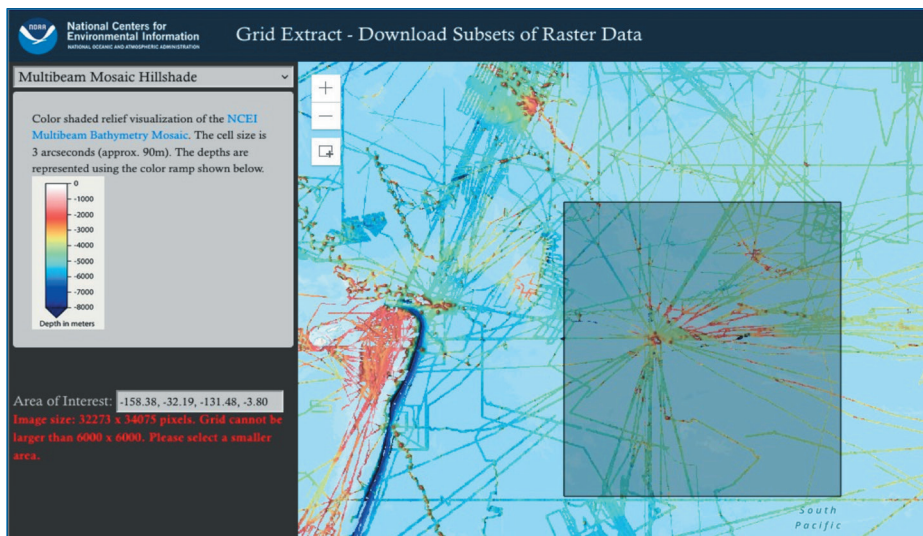 NOAA
National Centers for
Environmental Information
NATIONAL OCEANIC AND ATMOSPHERIC ADMINISTRATION
Grid Extract - Download Subsets of Raster Data
Multibeam Mosaic Hillshade
Color shaded relief visualization of the NCEI
Multibeam Bathymetry Mosaic. The cell size is
3 arcseconds (approx. 90m). The depths are
represented using the color ramp shown below.
0
-1000
-2000
-3000
-4000
-5000
-6000
-7000
-8000
Depth in meters
Area of Interest: -158.38, -32.19, -131.48, -3.80
Image size: 32273 x 34075 pixels. Grid cannot be
larger than 6000 x 6000. Please select a smaller
area.
+
−
South
Pacific